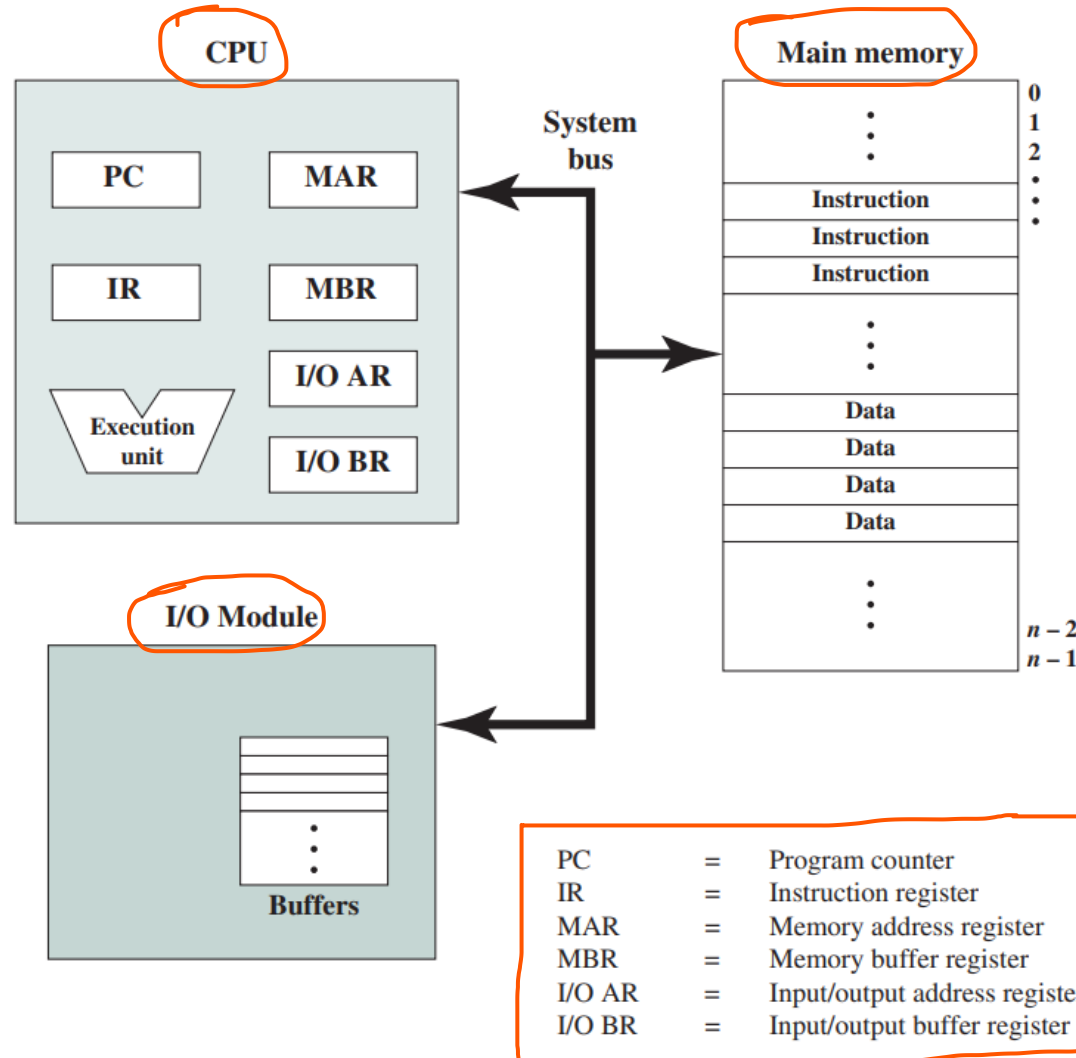 CPU
Main memory
System
bus
PC
MAR
IR
MBR
I/O AR
I/O BR
Execution
unit
0
1
2
Instruction
Instruction
Instruction
Data
Data
Data
Data
n – 2
n – 1
I/O Module
Buffers
PC = Program counter
IR = Instruction register
MAR = Memory address register
MBR = Memory buffer register
I/O AR = Input/output address registe
I/O BR = Input/output buffer register